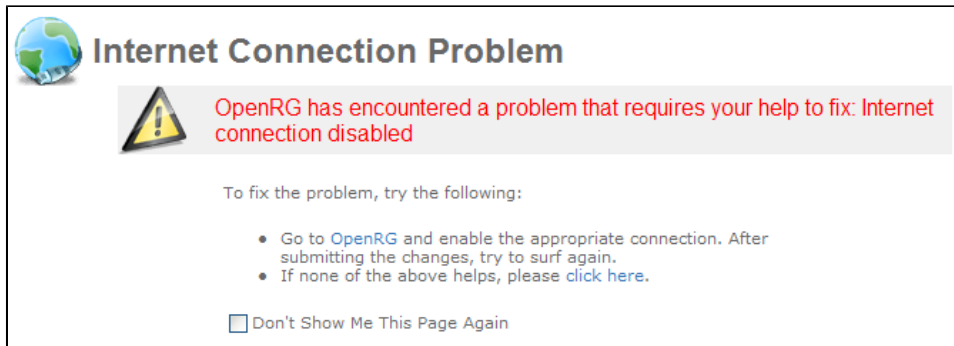 Internet Connection Problem
OpenRG has encountered a problem that requires your help to fix: Internet
connection disabled
To fix the problem, try the following:
• Go to OpenRG and enable the appropriate connection. After
submitting the changes, try to surf again.
• If none of the above helps, please click here.
Don't Show Me This Page Again